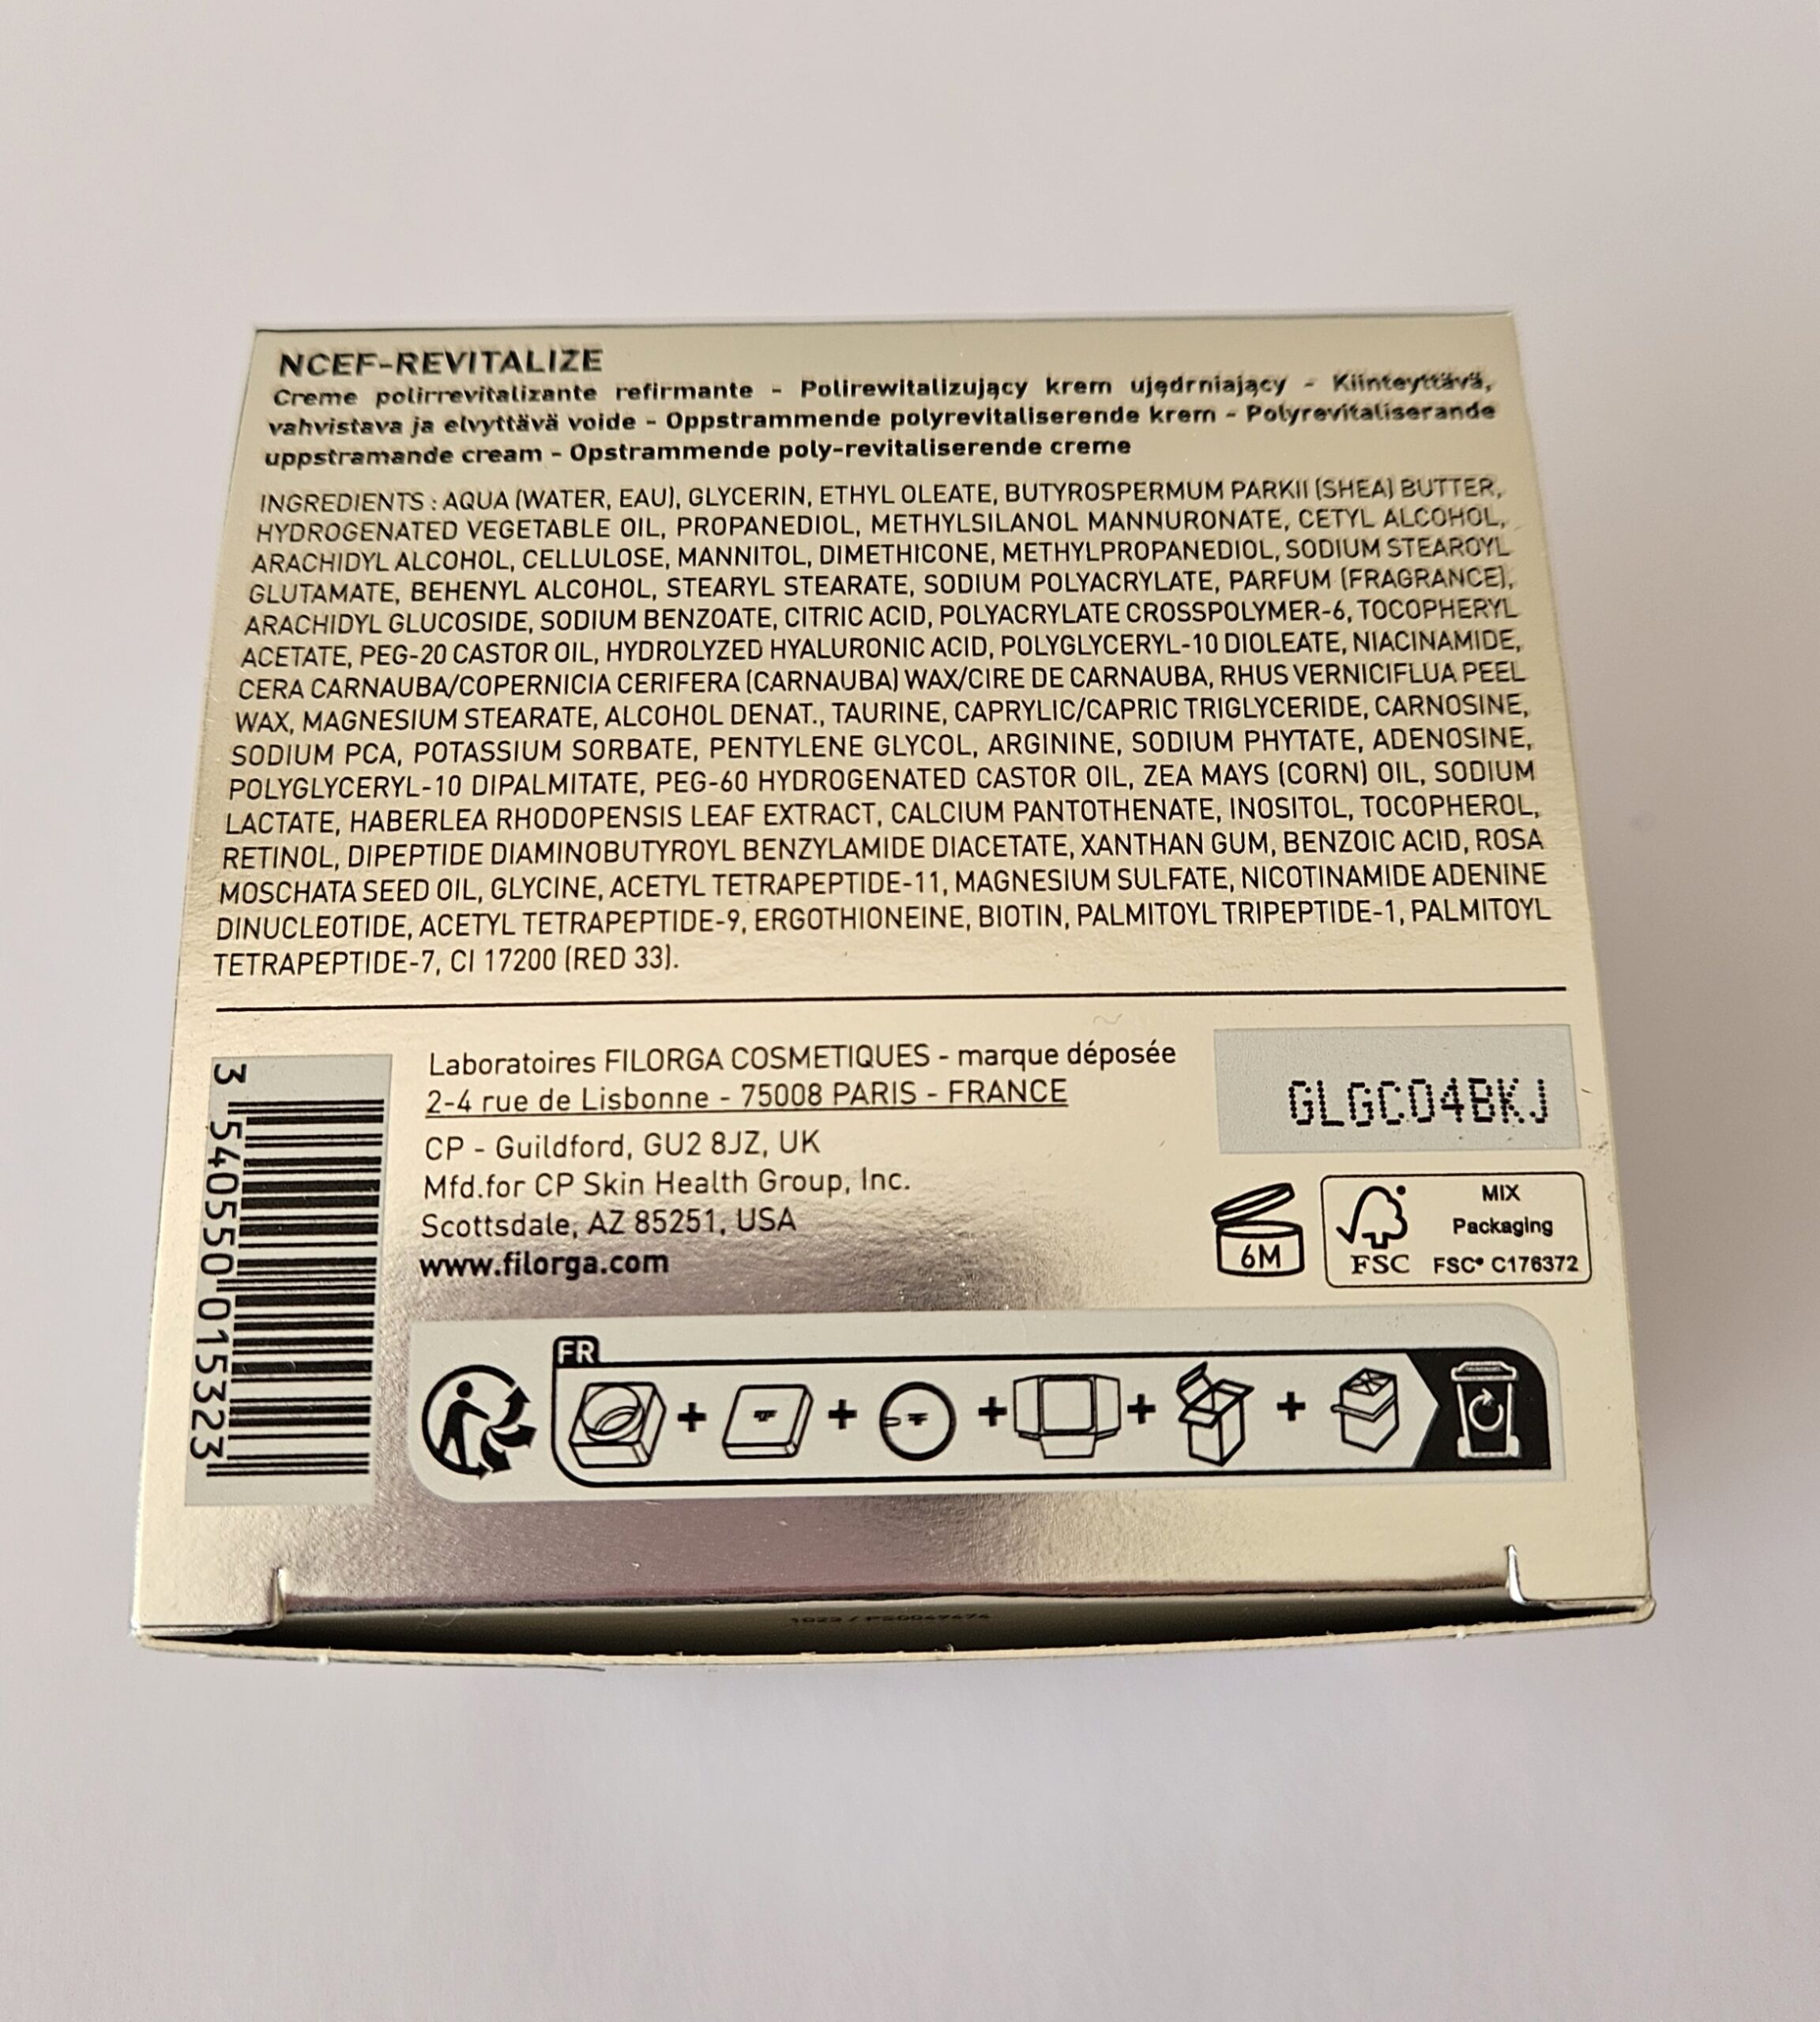 NCEF-REVITALIZE
Creme polirrevitalizante refirmante - Polirewitalizujący krem ujędrniający - Kiinteyttävä,
vahvistava ja elvyttävä voide - Oppstrammende polyrevitaliserende krem - Polyrevitaliserande
uppstramande cream - Opstrammende poly-revitaliserende creme
INGREDIENTS : AQUA (WATER, EAU), GLYCERIN, ETHYL OLEATE, BUTYROSPERMUM PARKII (SHEA) BUTTER,
HYDROGENATED VEGETABLE OIL, PROPANEDIOL, METHYLSILANOL MANNURONATE, CETYL ALCOHOL,
ARACHIDYL ALCOHOL, CELLULOSE, MANNITOL, DIMETHICONE, METHYLPROPANEDIOL, SODIUM STEAROYL
GLUTAMATE, BEHENYL ALCOHOL, STEARYL STEARATE, SODIUM POLYACRYLATE, PARFUM (FRAGRANCE),
ARACHIDYL GLUCOSIDE, SODIUM BENZOATE, CITRIC ACID, POLYACRYLATE CROSSPOLYMER-6, TOCOPHERYL
ACETATE, PEG-20 CASTOR OIL, HYDROLYZED HYALURONIC ACID, POLYGLYCERYL-10 DIOLEATE, NIACINAMIDE,
CERA CARNAUBA/COPERNICIA CERIFERA (CARNAUBA) WAX/CIRE DE CARNAUBA, RHUS VERNICIFLUA PEEL
WAX, MAGNESIUM STEARATE, ALCOHOL DENAT., TAURINE, CAPRYLIC/CAPRIC TRIGLYCERIDE, CARNOSINE,
SODIUM PCA, POTASSIUM SORBATE, PENTYLENE GLYCOL, ARGININE, SODIUM PHYTATE, ADENOSINE,
POLYGLYCERYL-10 DIPALMITATE, PEG-60 HYDROGENATED CASTOR OIL, ZEA MAYS (CORN) OIL, SODIUM
LACTATE, HABERLEA RHODOPENSIS LEAF EXTRACT, CALCIUM PANTOTHENATE, INOSITOL, TOCOPHEROL,
RETINOL, DIPEPTIDE DIAMINOBUTYROYL BENZYLAMIDE DIACETATE, XANTHAN GUM, BENZOIC ACID, ROSA
MOSCHATA SEED OIL, GLYCINE, ACETYL TETRAPEPTIDE-11, MAGNESIUM SULFATE, NICOTINAMIDE ADENINE
DINUCLEOTIDE, ACETYL TETRAPEPTIDE-9, ERGOTHIONEINE, BIOTIN, PALMITOYL TRIPEPTIDE-1, PALMITOYL
TETRAPEPTIDE-7, CI 17200 (RED 33).
3 540550 015323
Laboratoires FILORGA COSMETIQUES - marque déposée
2-4 rue de Lisbonne - 75008 PARIS - FRANCE
CP - Guildford, GU2 8JZ, UK
Mfd.for CP Skin Health Group, Inc.
Scottsdale, AZ 85251, USA
www.filorga.com
GLGC04BKJ
6M
MIX
Packaging
FSC
FSC® C176372
FR